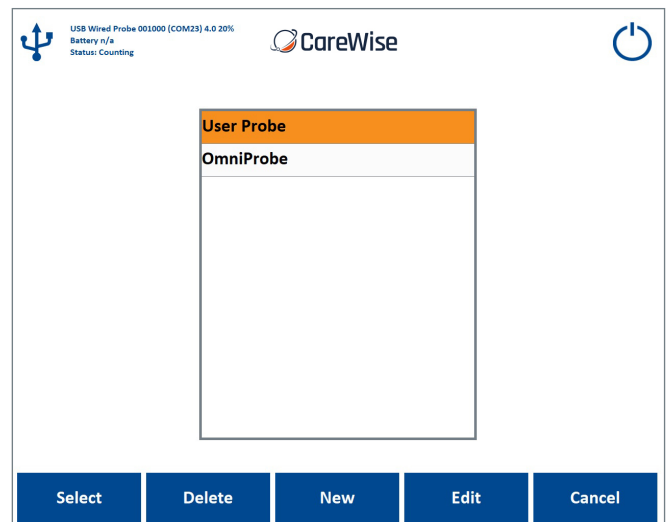 USB Wired Probe 001000 (COM23) 4.0 20%
Battery n/a
Status: Counting
CareWise
User Probe
OmniProbe
Select Delete New Edit Cancel